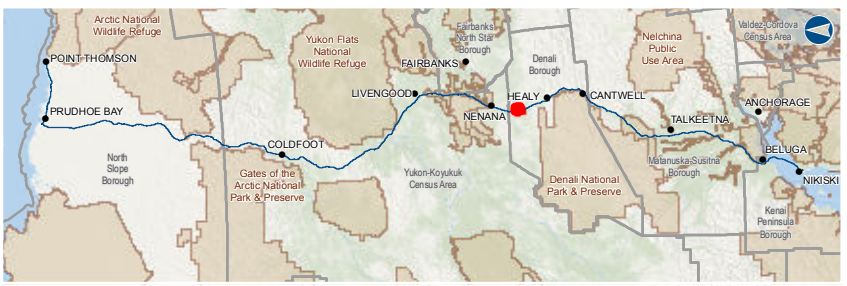 Arctic National
Wildlife Refuge
POINT THOMSON
PRUDHOE BAY
North
Slope
Borough
COLDFOOT
Gates of the
Arctic National
Park & Preserve
Yukon Flats
National
Wildlife Refuge
LIVENGOOD
FAIRBANKS
Fairbanks
North Star
Borough
NENANA
HEALY
Denali
Borough
CANTWELL
Yukon-Koyukuk
Census Area
Denali National
Park & Preserve
Nelchina
Public
Use Area
TALKEETNA
Matanuska-Susitna
Borough
Valdez-Cordova
Census Area
ANCHORAGE
BELUGA
NIKISKI
Kenai
Peninsula
Borough